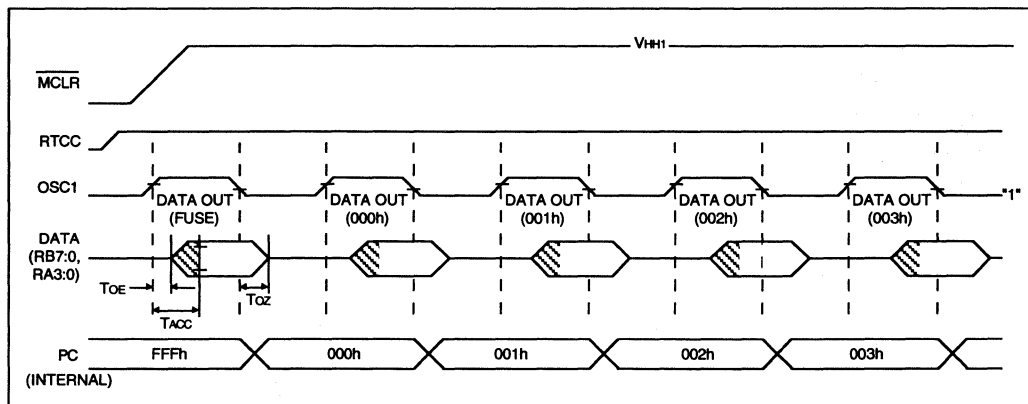 VHH1
MCLR
RTCC
OSC1
"1"
DATA OUT
(FUSE)
DATA OUT
(000h)
DATA OUT
(001h)
DATA OUT
(002h)
DATA OUT
(003h)
DATA
(RB7:0,
RA3:0)
TOE
TOZ
TACC
PC
(INTERNAL)
FFFh
000h
001h
002h
003h